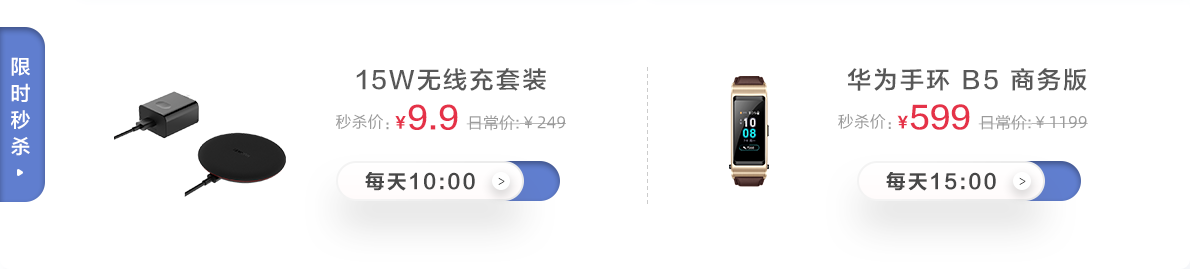 限时秒杀
15W无线充套装
秒杀价: ¥9.9 日常价: ¥249
每天10:00 >
华为手环 B5 商务版
秒杀价: ¥599 日常价: ¥1199
10
08
每天15:00 >